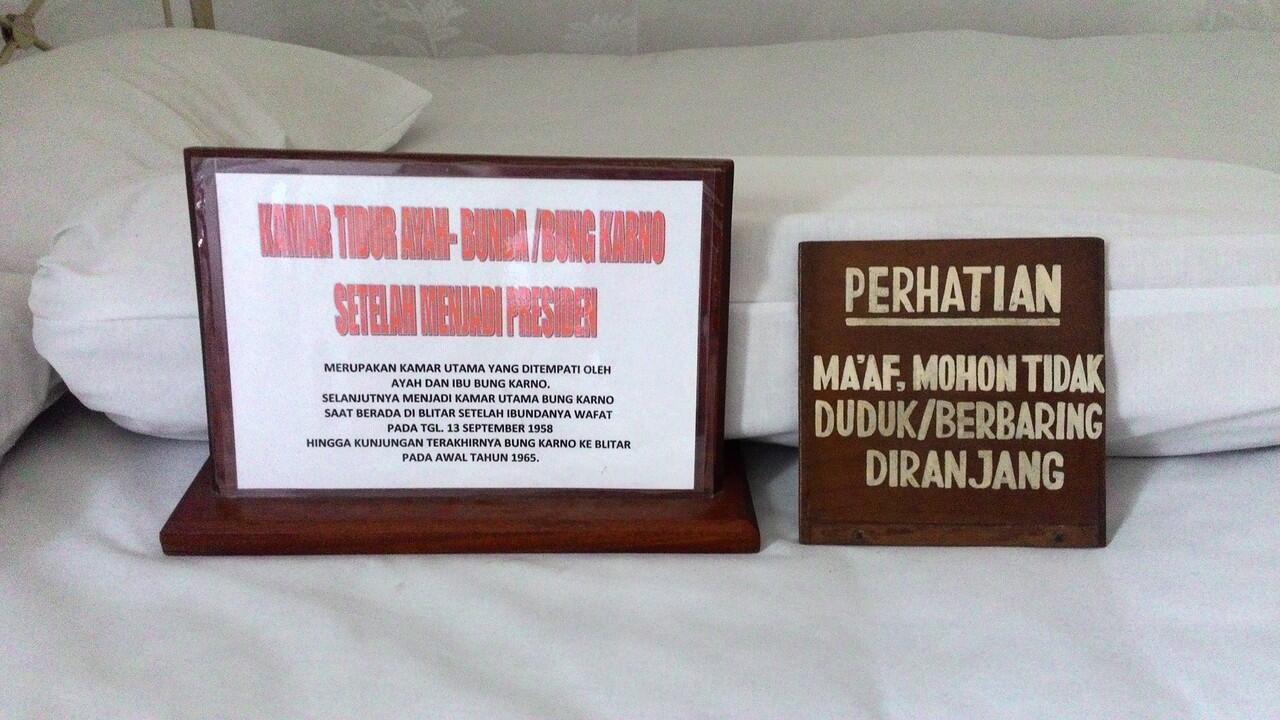 KAMAR TIDUR AYAH- BUNDA /BUNG KARNO
SETELAH MENJADI PRESIDEN
MERUPAKAN KAMAR UTAMA YANG DITEMPATI OLEH
AYAH DAN IBU BUNG KARNO.
SELANJUTNYA MENJADI KAMAR UTAMA BUNG KARNO
SAAT BERADA DI BLITAR SETELAH IBUNDANYA WAFAT
PADA TGL. 13 SEPTEMBER 1958
HINGGA KUNJUNGAN TERAKHIRNYA BUNG KARNO KE BLITAR
PADA AWAL TAHUN 1965.
PERHATIAN
MA'AF, MOHON TIDAK
DUDUK/BERBARING
DIRANJANG